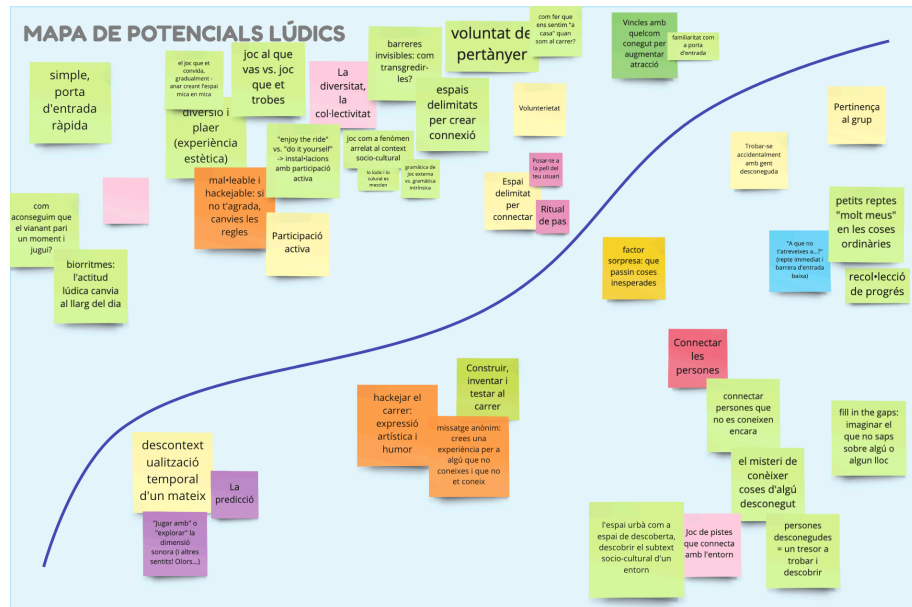 MAPA DE POTENCIALS LÚDICS
simple,
porta
d'entrada
ràpida
el joc que et
convida,
gradualment -
anar creant l'espai
mica en mica
joc al que
vas vs. joc
que et
trobes
diversió i
plaer
(experiència
estètica)
La
diversitat,
la
col·lectivitat
barreres
invisibles: com
transgredir-
les?
voluntat de
pertànyer
com fer que
ens sentim "a
casa" quan
som al carrer?
espais
delimitats
per crear
connexió
Volunterietat
Vincles amb
quelcom
conegut per
augmentar
atracció
familiaritat com
a porta
d'entrada
Pertinença
al grup
Trobar-se
accidentalment
amb gent
desconeguda
"enjoy the ride"
vs. "do it yourself"
-> instal•lacions
amb participació
activa
joc com a fenòmen
arrelat al context
socio-cultural
lo lúdic i lo
culural es
mesclen
gramàtica de
joc externa
vs. gramàtica
intrínsica
mal•leable i
hackejable: si
no t'agrada,
canvies les
regles
Participació
activa
Espai
delimitat
per
connectar
Posar-te a
la pell del
teu usuari
Ritual
de pas
com
aconseguim que
el vianant pari
un moment i
jugui?
biorritmes:
l'actitud
lúdica canvia
al llarg del dia
factor
sorpresa: que
passin coses
inesperades
"A que no
t'atreveixes a...?"
(repte immediat i
barrera d'entrada
baixa)
petits reptes
"molt meus"
en les coses
ordinàries
recol•lecció
de progrés
Connectar
les
persones
connectar
persones que
no es coneixen
encara
el misteri de
conèixer
coses d'algú
desconegut
fill in the gaps:
imaginar el
que no saps
sobre algú o
algun lloc
Construir,
inventar i
testar al
carrer
hackejar el
carrer:
expressió
artística i
humor
missatge anònim:
crees una
experiència per a
algú que no
coneixes i que no
et coneix
descontext
ualització
temporal
d'un mateix
La
predicció
"Jugar amb" o
"explorar" la
dimensió
sonora (i altres
sentits! Olors...)
l'espai urbà com a
espai de descoberta,
descobrir el subtext
socio-cultural d'un
entorn
Joc de pistes
que connecta
amb l'entorn
persones
desconegudes
= un tresor a
trobar i
descobrir